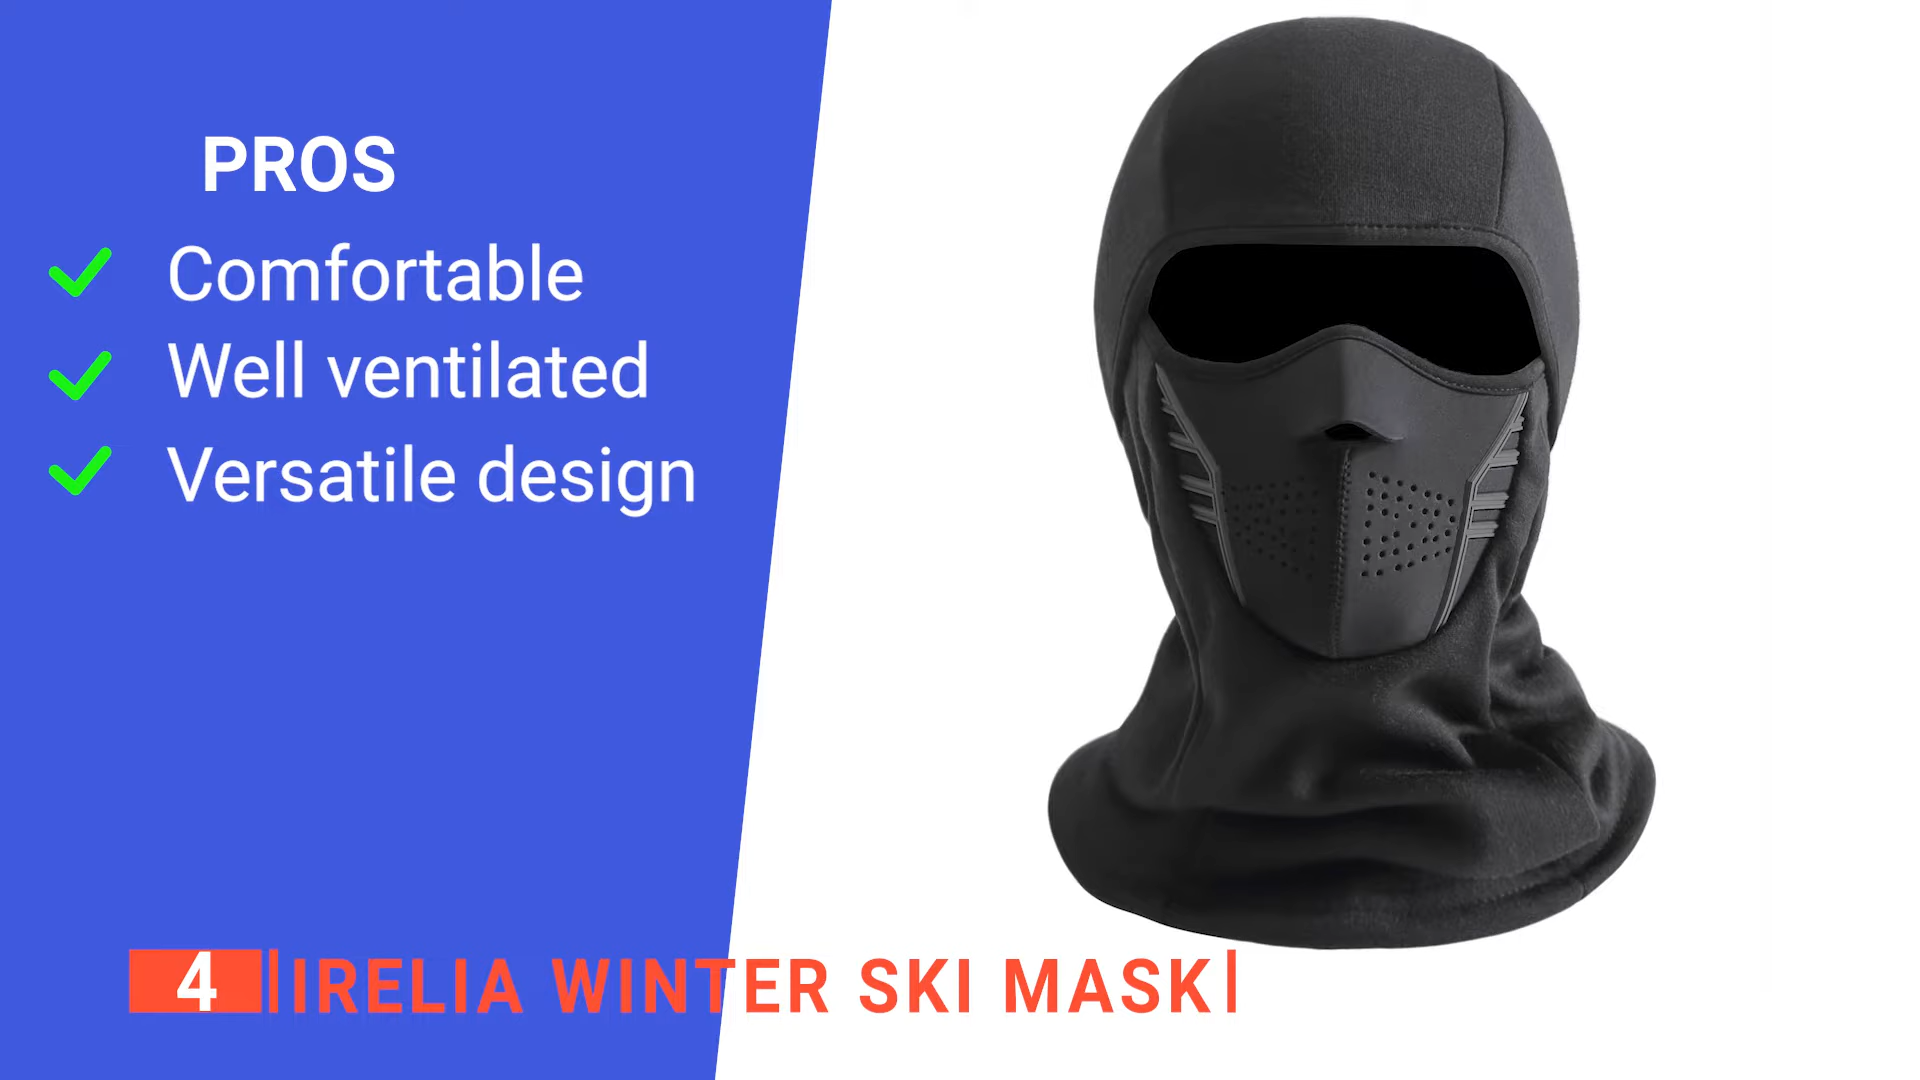 PROS
Comfortable
Well ventilated
Versatile design
4 IRELIA WINTER SKI MASK